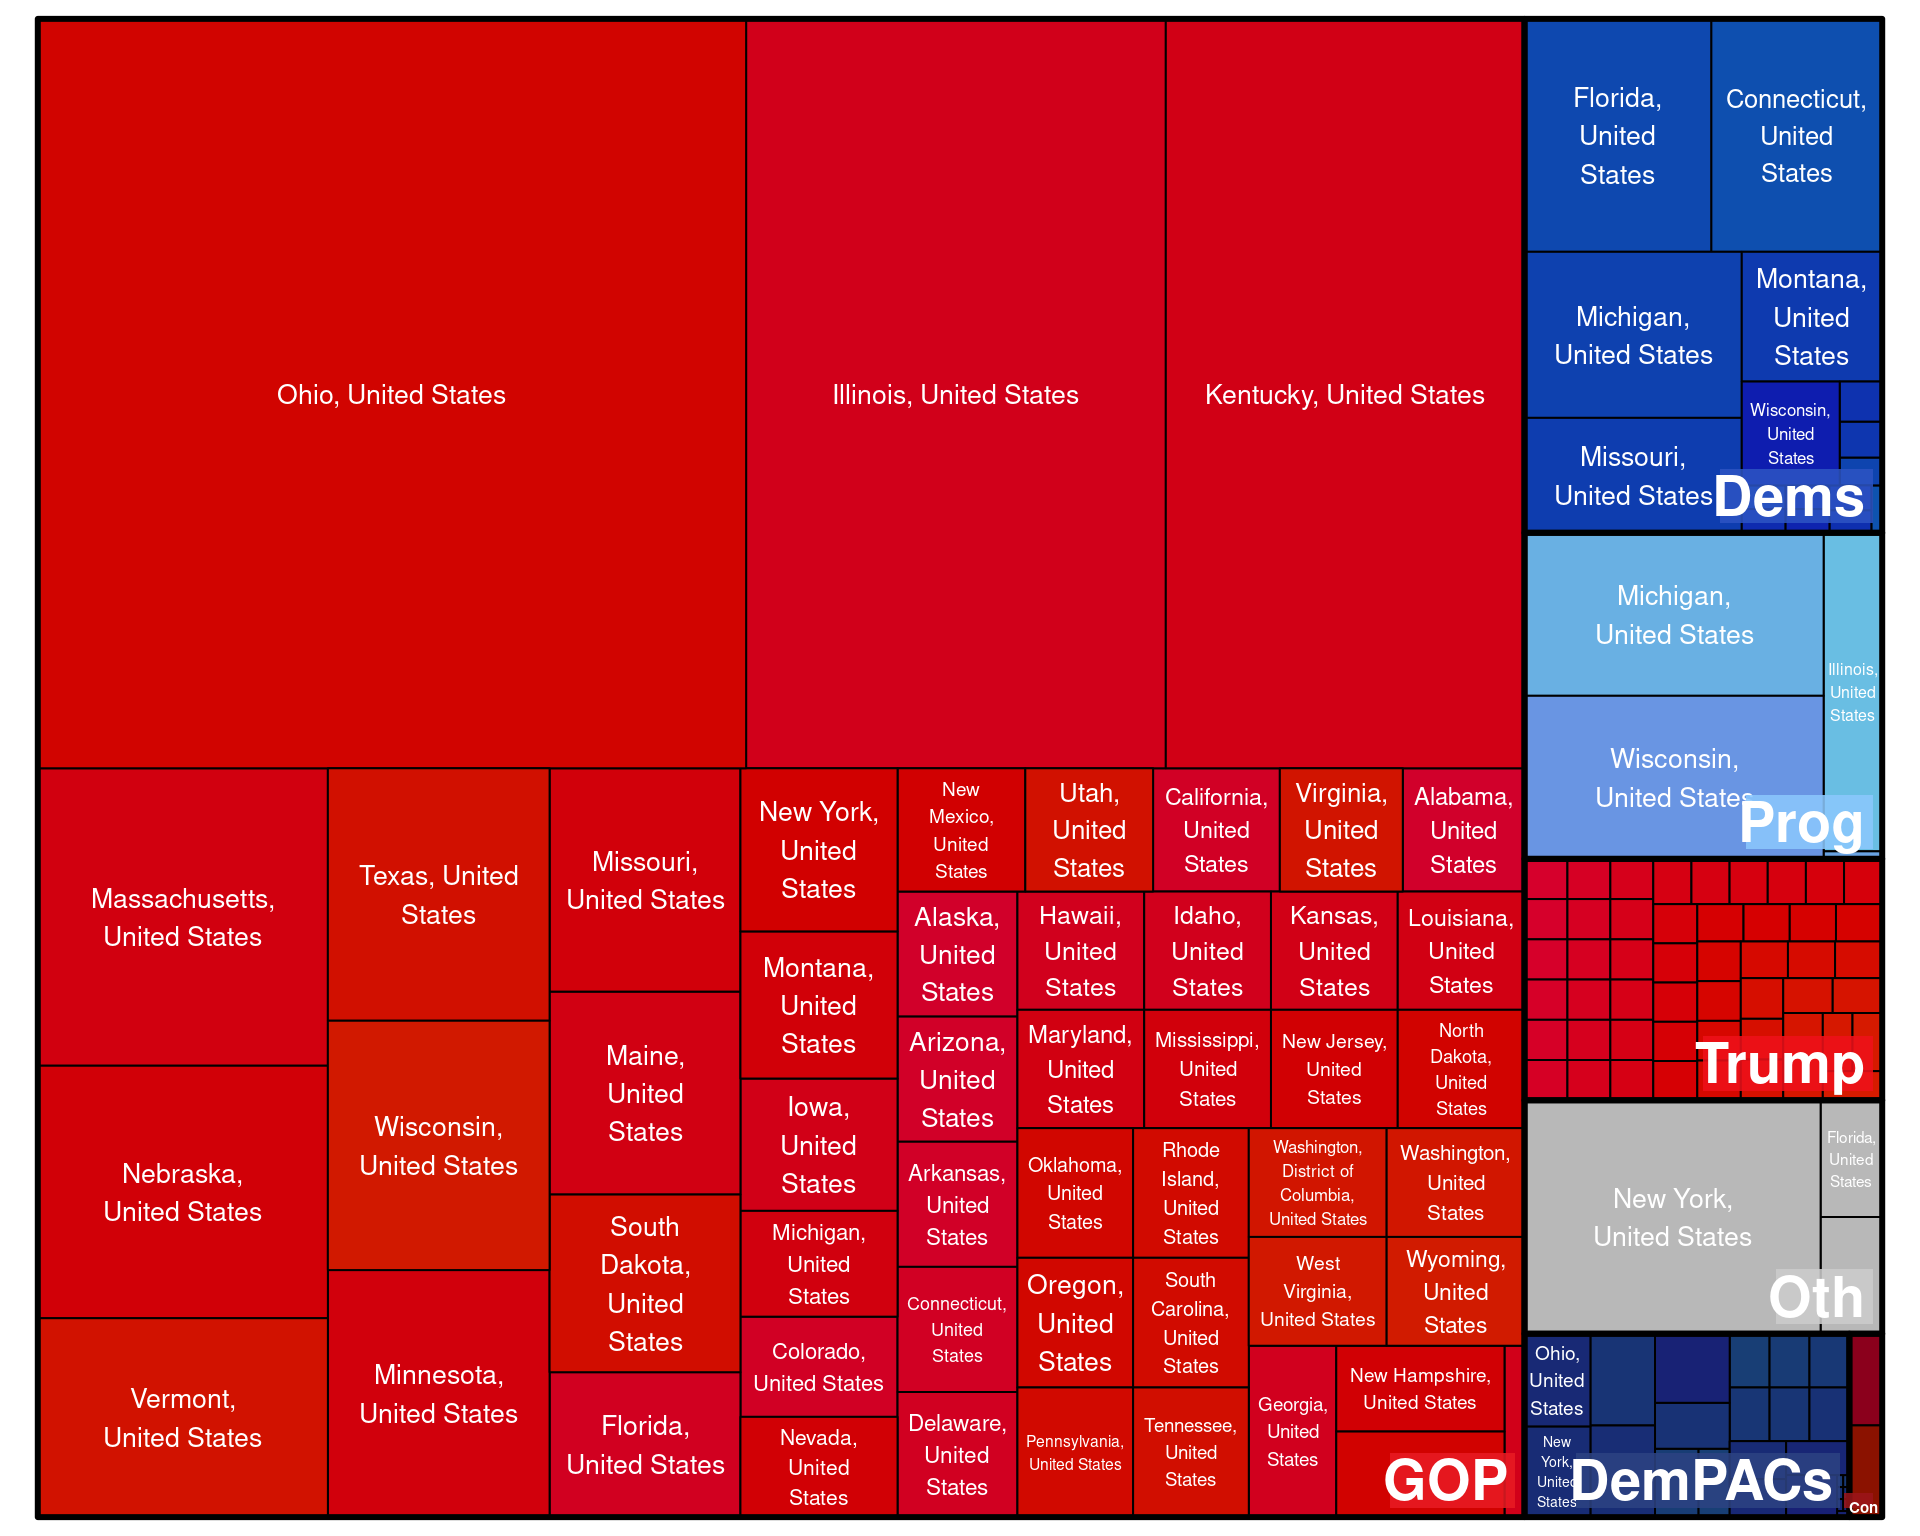 Ohio, United States
Illinois, United States
Kentucky, United States
Massachusetts,
United States
Nebraska,
United States
Vermont,
United States
Texas, United
States
Wisconsin,
United States
Minnesota,
United States
Missouri,
United States
Maine,
United
States
South
Dakota,
United
States
Florida,
United States
New York,
United
States
Montana,
United
States
Iowa,
United
States
Michigan,
United
States
Colorado,
United States
Nevada,
United
States
New
Mexico,
United
States
Utah,
United
States
California,
United
States
Virginia,
United
States
Alabama,
United
States
Alaska,
United
States
Arizona,
United
States
Arkansas,
United
States
Connecticut,
United
States
Delaware,
United
States
Hawaii,
United
States
Idaho,
United
States
Kansas,
United
States
Louisiana,
United
States
Maryland,
United
States
Mississippi,
United
States
New Jersey,
United
States
North
Dakota,
United
States
Oklahoma,
United
States
Rhode
Island,
United
States
Washington,
District of
Columbia,
United States
Washington,
United
States
Oregon,
United
States
South
Carolina,
United
States
West
Virginia,
United States
Wyoming,
United
States
Pennsylvania,
United States
Tennessee,
United
States
Georgia,
United
States
New Hampshire,
United States
GOP
Florida,
United
States
Connecticut,
United
States
Michigan,
United States
Montana,
United
States
Missouri,
United States
Wisconsin,
United
States
Dems
Michigan,
United States
Wisconsin,
United States
Illinois,
United
States
Prog
Trump
New York,
United States
Florida,
United
States
Oth
Ohio,
United
States
New
York,
United
States
DemPACs
Con